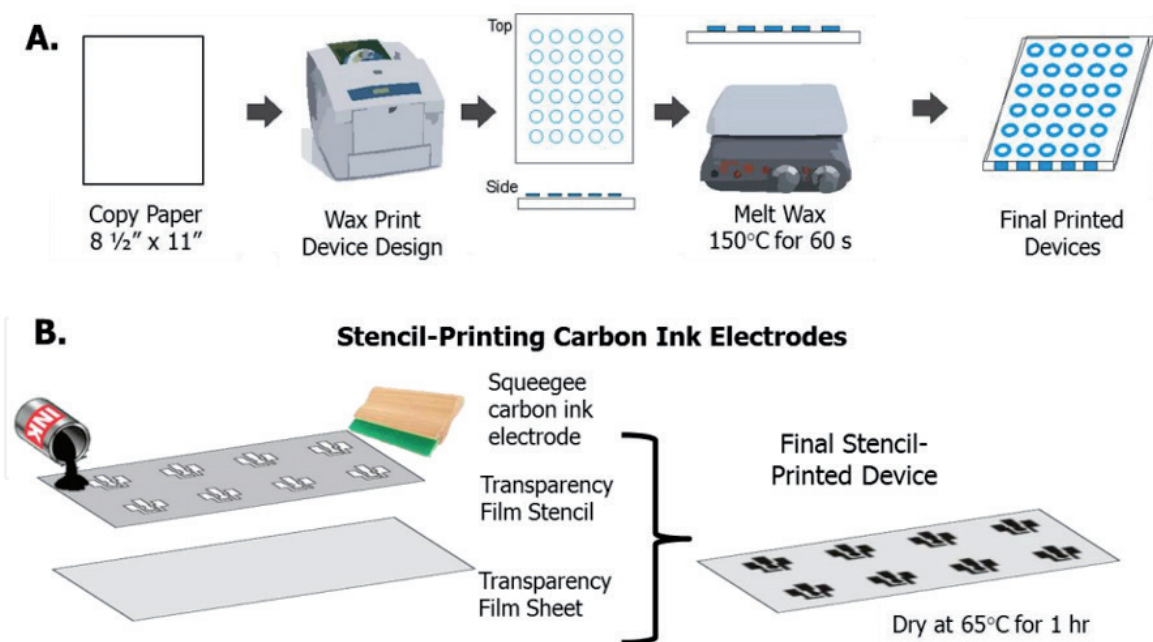 A.
Copy Paper
8 ½” x 11”
Wax Print
Device Design
Top
Side
Melt Wax
150°C for 60 s
Final Printed
Devices
B.
Stencil-Printing Carbon Ink Electrodes
INK
Squeegee
carbon ink
electrode
Transparency
Film Stencil
Transparency
Film Sheet
Final Stencil-
Printed Device
Dry at 65°C for 1 hr